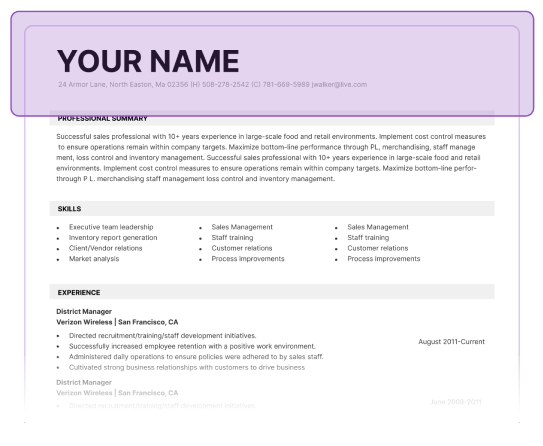 YOUR NAME
24 Armor Lane, North Easton, Ma 02356 (H) 508-278-2542 (C) 781-669-5989 jwalker@live.com
PROFESSIONAL SUMMARY
Successful sales professional with 10+ years experience in large-scale food and retail environments. Implement cost control measures
to ensure operations remain within company targets. Maximize bottom-line performance through PL, merchandising, staff manage
ment, loss control and inventory management. Successful sales professional with 10+ years experience in large-scale food and retail
environments. Implement cost control measures to ensure operations remain within company targets. Maximize bottom-line perfor-
through P L. merchandising staff management loss control and inventory management.
SKILLS
• Executive team leadership • Sales Management • Sales Management
• Inventory report generation • Staff training • Staff training
• Client/Vendor relations • Customer relations • Customer relations
• Market analysis • Process improvements • Process improvements
EXPERIENCE
District Manager
Verizon Wireless | San Francisco, CA
• Directed recruitment/training/staff development initiatives.
August 2011-Current
• Successfully increased employee retention with a positive work environment.
• Administered daily operations to ensure policies were adhered to by sales staff.
• Cultivated strong business relationships with customers to drive business
District Manager
Verizon Wireless | San Francisco, CA
June 2008-2011
• Directed recruitment/training/staff development initiatives.